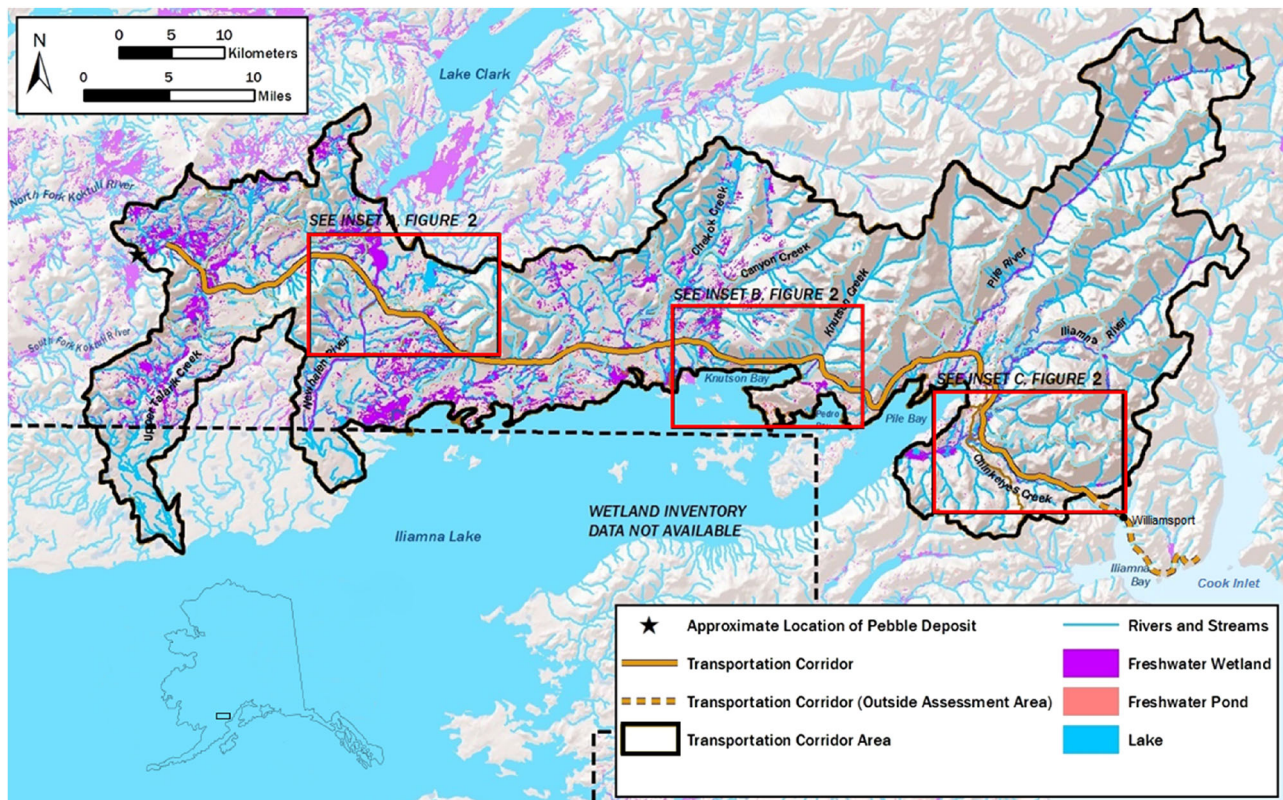 N
0 5 10
Kilometers
0 5 10
Miles
Lake Clark
North Fork Koktuli River
SEE INSET A, FIGURE 2
Chekok Creek
Canyon Creek
Knutson Creek
Pile River
SEE INSET B, FIGURE 2
Iliamna River
South Fork Koktuli River
Newhalen River
Upper Talarik Creek
Knutson Bay
SEE INSET C, FIGURE 2
Pedro
Pile Bay
Chinkelyes Creek
WETLAND INVENTORY
DATA NOT AVAILABLE
Williamsport
Iliamna Lake
Iliamna
Bay
Cook Inlet
Approximate Location of Pebble Deposit
Transportation Corridor
Transportation Corridor (Outside Assessment Area)
Transportation Corridor Area
Rivers and Streams
Freshwater Wetland
Freshwater Pond
Lake